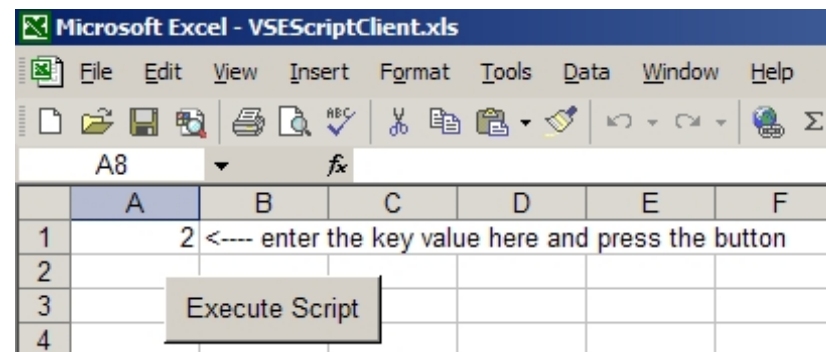 Microsoft Excel - VSEScriptClient.xls
File Edit View Insert Format Tools Data Window Help
ABC Σ
A8 fx
A B C D E F
1 2 <---- enter the key value here and press the button
2
3 Execute Script
4